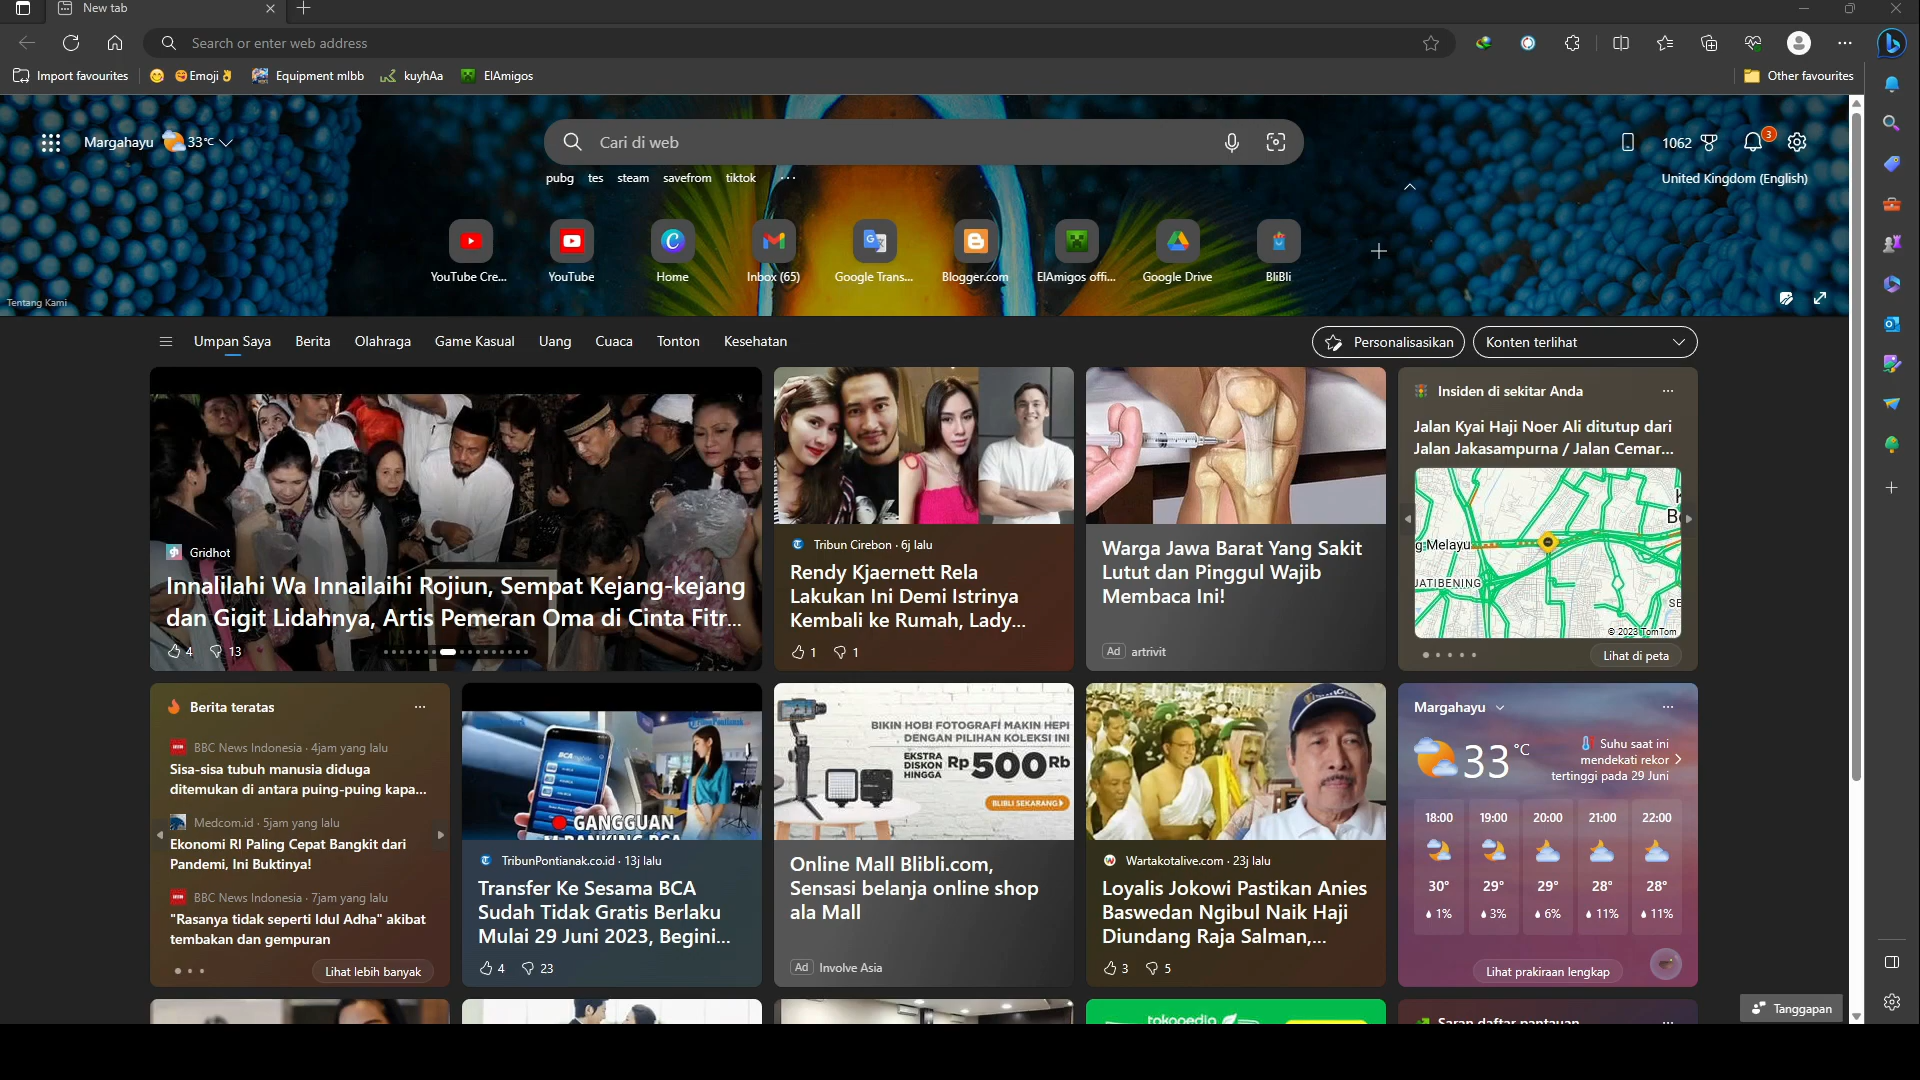 New tab
Search or enter web address
Import favourites
Emoji
Equipment mlbb
kuyhAa
ElAmigos
Other favourites
Margahayu
33°C
Cari di web
1062
3
pubg
tes
steam
savefrom
tiktok
United Kingdom (English)
YouTube Cre...
YouTube
Home
Inbox (65)
Google Trans...
Blogger.com
ElAmigos offi...
Google Drive
BliBli
Tentang Kami
Umpan Saya
Berita
Olahraga
Game Kasual
Uang
Cuaca
Tonton
Kesehatan
Personalisasikan
Konten terlihat
Gridhot
Innalilahi Wa Innailaihi Rojiun, Sempat Kejang-kejang
dan Gigit Lidahnya, Artis Pemeran Oma di Cinta Fitr...
4
13
Tribun Cirebon · 6j lalu
Rendy Kjaernett Rela
Lakukan Ini Demi Istrinya
Kembali ke Rumah, Lady...
1
1
Warga Jawa Barat Yang Sakit
Lutut dan Pinggul Wajib
Membaca Ini!
Ad artrivit
Insiden di sekitar Anda
Jalan Kyai Haji Noer Ali ditutup dari
Jalan Jakasampurna / Jalan Cemar...
g Melayu
JATIBENING
© 2023 TomTom
Lihat di peta
Berita teratas
BBC News Indonesia · 4jam yang lalu
Sisa-sisa tubuh manusia diduga
ditemukan di antara puing-puing kapa...
Medcom.id · 5jam yang lalu
Ekonomi RI Paling Cepat Bangkit dari
Pandemi, Ini Buktinya!
BBC News Indonesia · 7jam yang lalu
"Rasanya tidak seperti Idul Adha" akibat
tembakan dan gempuran
Lihat lebih banyak
GANGGUAN
TribunPontianak.co.id · 13j lalu
Transfer Ke Sesama BCA
Sudah Tidak Gratis Berlaku
Mulai 29 Juni 2023, Begini...
4
23
BIKIN HOBI FOTOGRAFI MAKIN HEPI
DENGAN PILIHAN KOLEKSI INI
EKSTRA
DISKON
HINGGA
Rp500Rb
BLIBLI SEKARANG
Online Mall Blibli.com,
Sensasi belanja online shop
ala Mall
Ad Involve Asia
Wartakotalive.com · 23j lalu
Loyalis Jokowi Pastikan Anies
Baswedan Ngibul Naik Haji
Diundang Raja Salman,...
3
5
Margahayu
33 °C
Suhu saat ini
mendekati rekor
tertinggi pada 29 Juni
18:00 19:00 20:00 21:00 22:00
30° 29° 29° 28° 28°
1% 3% 6% 11% 11%
Lihat prakiraan lengkap
tokopedia
Saran daftar pantauan
Tanggapan